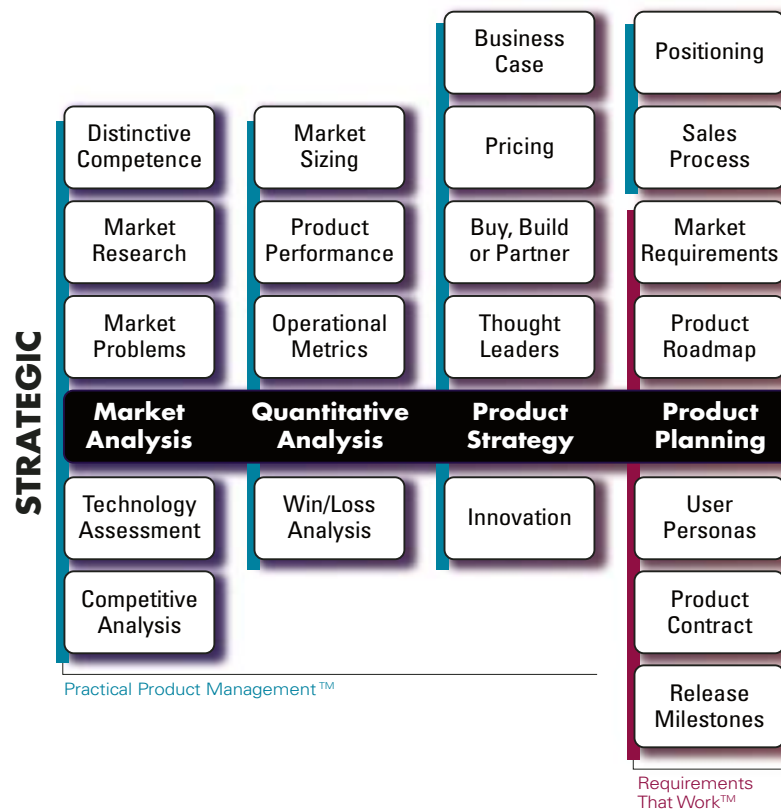 STRATEGIC
Distinctive
Competence
Market
Research
Market
Problems
Market
Analysis
Technology
Assessment
Competitive
Analysis
Market
Sizing
Product
Performance
Operational
Metrics
Quantitative
Analysis
Win/Loss
Analysis
Business
Case
Pricing
Buy, Build
or Partner
Thought
Leaders
Product
Strategy
Innovation
Positioning
Sales
Process
Market
Requirements
Product
Roadmap
Product
Planning
User
Personas
Product
Contract
Release
Milestones
Practical Product Management™
Requirements
That Work™